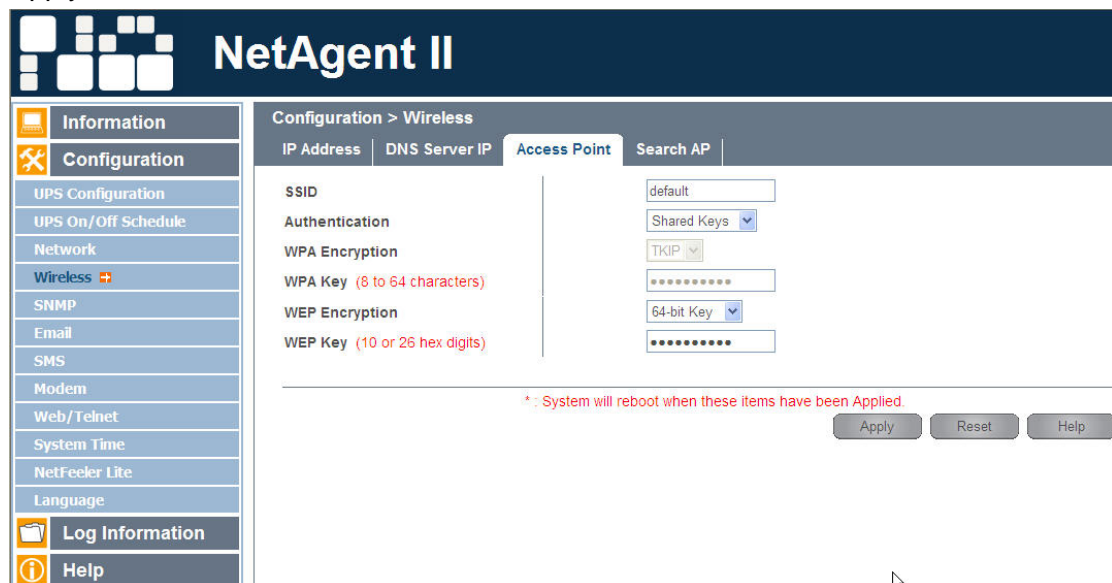 NetAgent II
Information
Configuration
UPS Configuration
UPS On/Off Schedule
Network
Wireless
SNMP
Email
SMS
Modem
Web/Telnet
System Time
NetFeeler Lite
Language
Log Information
Help
Configuration > Wireless
IP Address DNS Server IP Access Point Search AP
SSID default
Authentication Shared Keys
WPA Encryption TKIP
WPA Key (8 to 64 characters) ••••••••••
WEP Encryption 64-bit Key
WEP Key (10 or 26 hex digits) ••••••••••
* : System will reboot when these items have been Applied.
Apply Reset Help